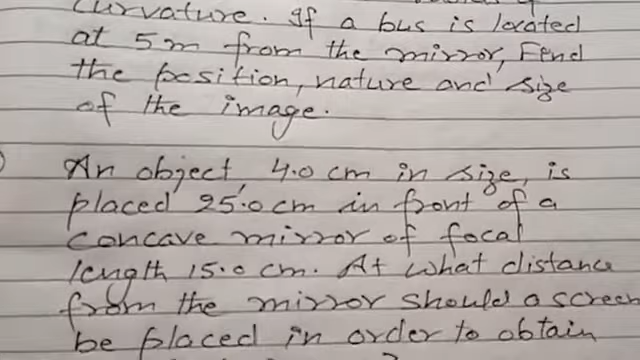 curvature. If a bus is located
at 5m from the mirror, Fend
the position, nature and size
of the image.
An object, 4.0 cm in size, is
placed 25.0 cm in front of a
concave mirror of focal
length 15.0 cm. At what distance
from the mirror should a screen
be placed in order to obtain